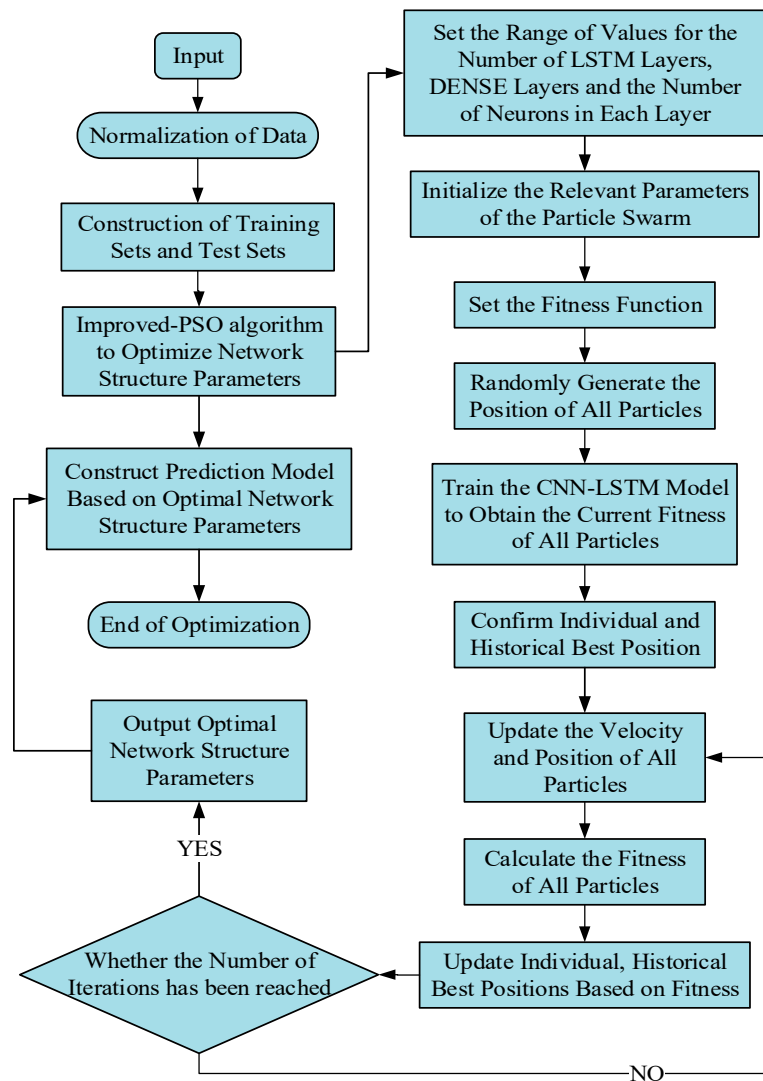 Input
Normalization of Data
Construction of Training
Sets and Test Sets
Improved-PSO algorithm
to Optimize Network
Structure Parameters
Construct Prediction Model
Based on Optimal Network
Structure Parameters
End of Optimization
Output Optimal
Network Structure
Parameters
YES
Whether the Number of
Iterations has been reached
Set the Range of Values for the
Number of LSTM Layers,
DENSE Layers and the Number
of Neurons in Each Layer
Initialize the Relevant Parameters
of the Particle Swarm
Set the Fitness Function
Randomly Generate the
Position of All Particles
Train the CNN-LSTM Model
to Obtain the Current Fitness
of All Particles
Confirm Individual and
Historical Best Position
Update the Velocity
and Position of All
Particles
Calculate the Fitness
of All Particles
Update Individual, Historical
Best Positions Based on Fitness
NO